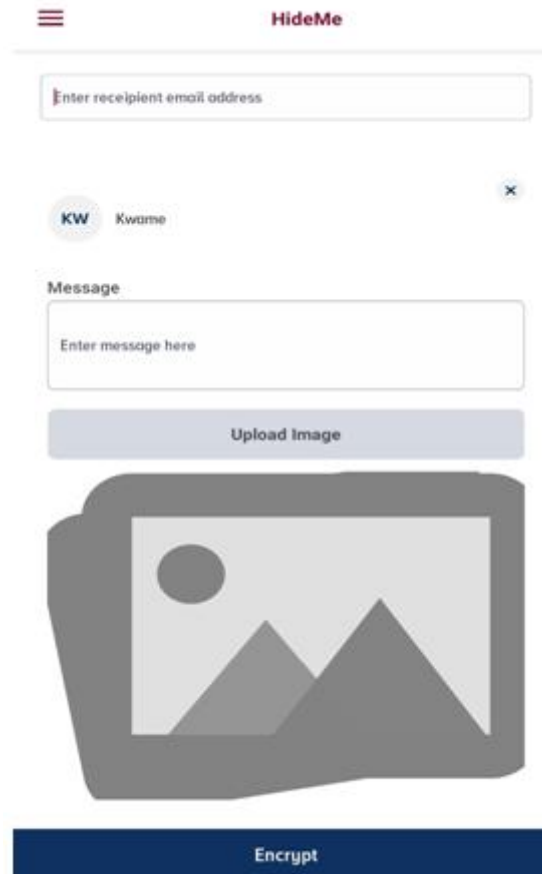 HideMe
Enter receipient email address
KW Kwame
Message
Enter message here
Upload Image
Encrypt